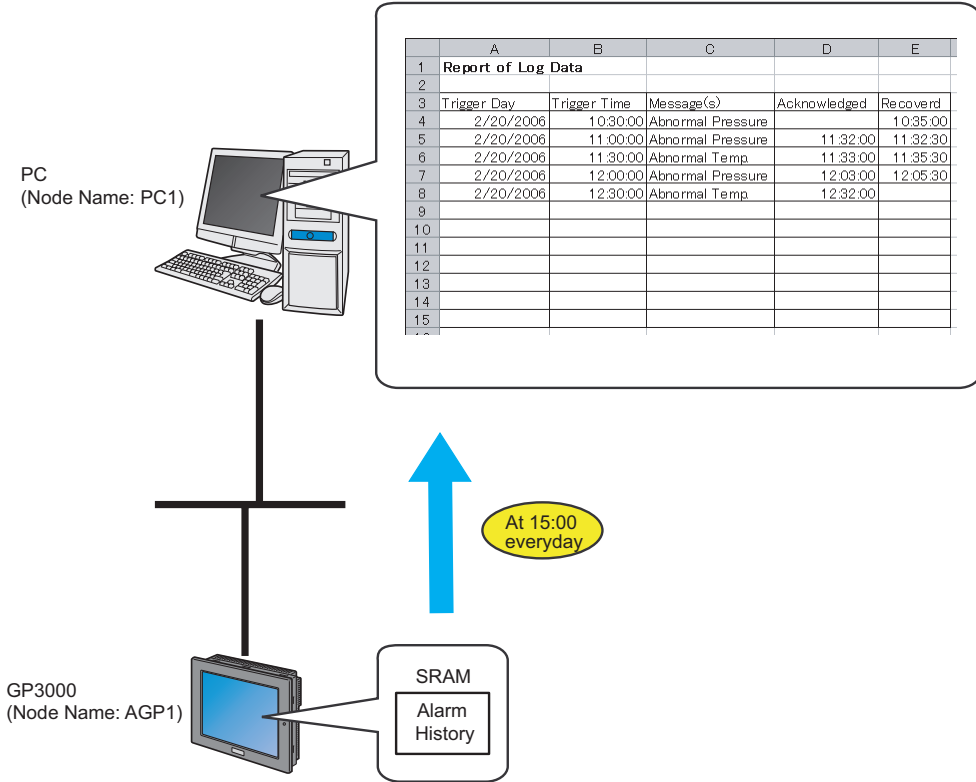 A B C D E
1 Report of Log Data
2
3 Trigger Day Trigger Time Message(s) Acknowledged Recoverd
4 2/20/2006 10:30:00 Abnormal Pressure 10:35:00
5 2/20/2006 11:00:00 Abnormal Pressure 11:32:00 11:32:30
6 2/20/2006 11:30:00 Abnormal Temp. 11:33:00 11:35:30
7 2/20/2006 12:00:00 Abnormal Pressure 12:03:00 12:05:30
8 2/20/2006 12:30:00 Abnormal Temp. 12:32:00
9
10
11
12
13
14
15
PC
(Node Name: PC1)
At 15:00
everyday
GP3000
(Node Name: AGP1)
SRAM
Alarm
History